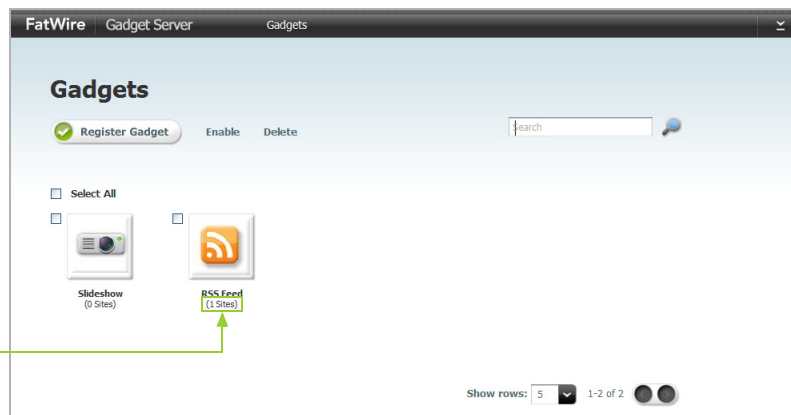 FatWire Gadget Server Gadgets
Gadgets
Register Gadget Enable Delete Search
Select All
Slideshow RSS Feed
(0 Sites) (1 Sites)
Show rows: 5 1-2 of 2